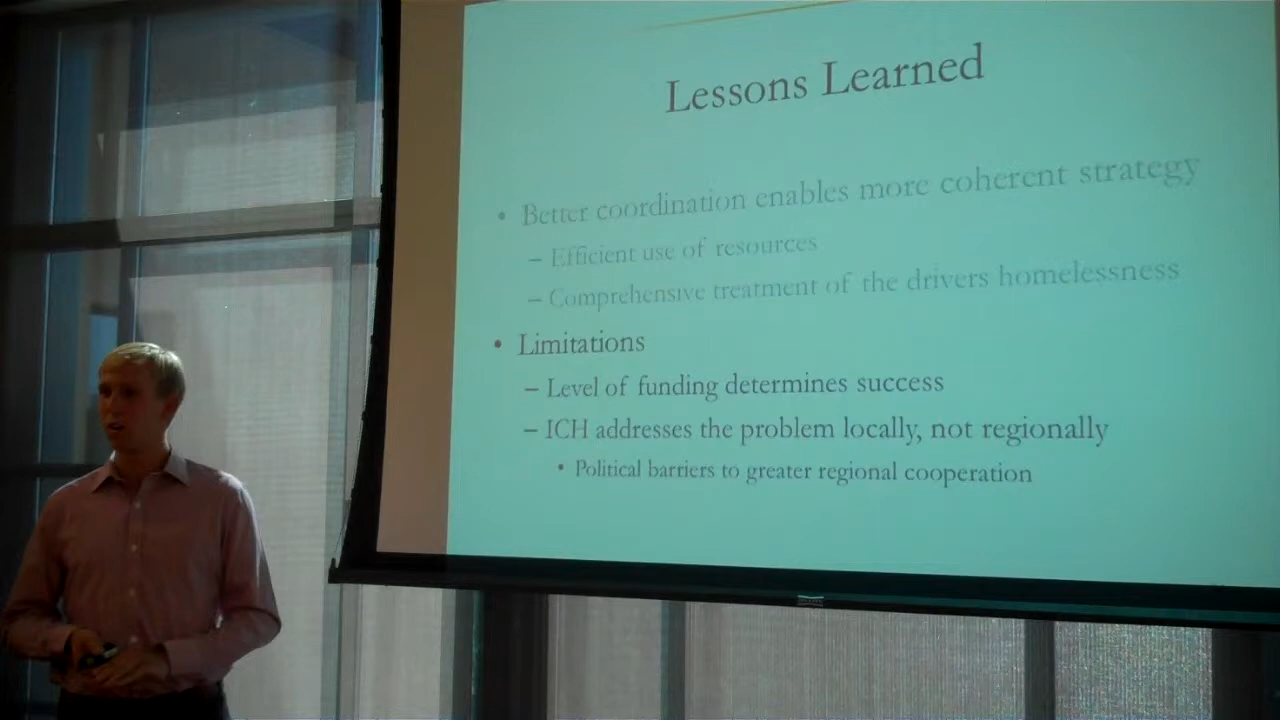 Lessons Learned
• Better coordination enables more coherent strategy
– Efficient use of resources
– Comprehensive treatment of the drivers homelessness
• Limitations
– Level of funding determines success
– ICH addresses the problem locally, not regionally
• Political barriers to greater regional cooperation